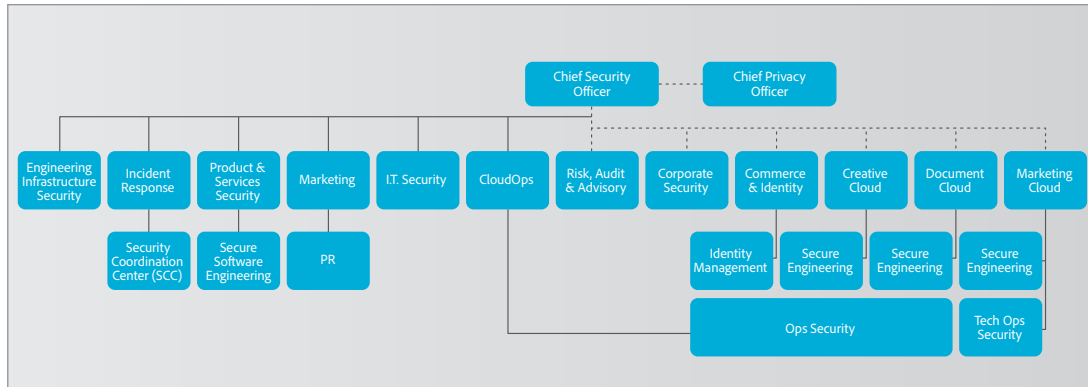 Chief Security
Officer
Chief Privacy
Officer
Engineering
Infrastructure
Security
Incident
Response
Product &
Services
Security
Marketing
I.T. Security
CloudOps
Risk, Audit
& Advisory
Corporate
Security
Commerce
& Identity
Creative
Cloud
Document
Cloud
Marketing
Cloud
Security
Coordination
Center (SCC)
Secure
Software
Engineering
PR
Identity
Management
Secure
Engineering
Secure
Engineering
Secure
Engineering
Ops Security
Tech Ops
Security